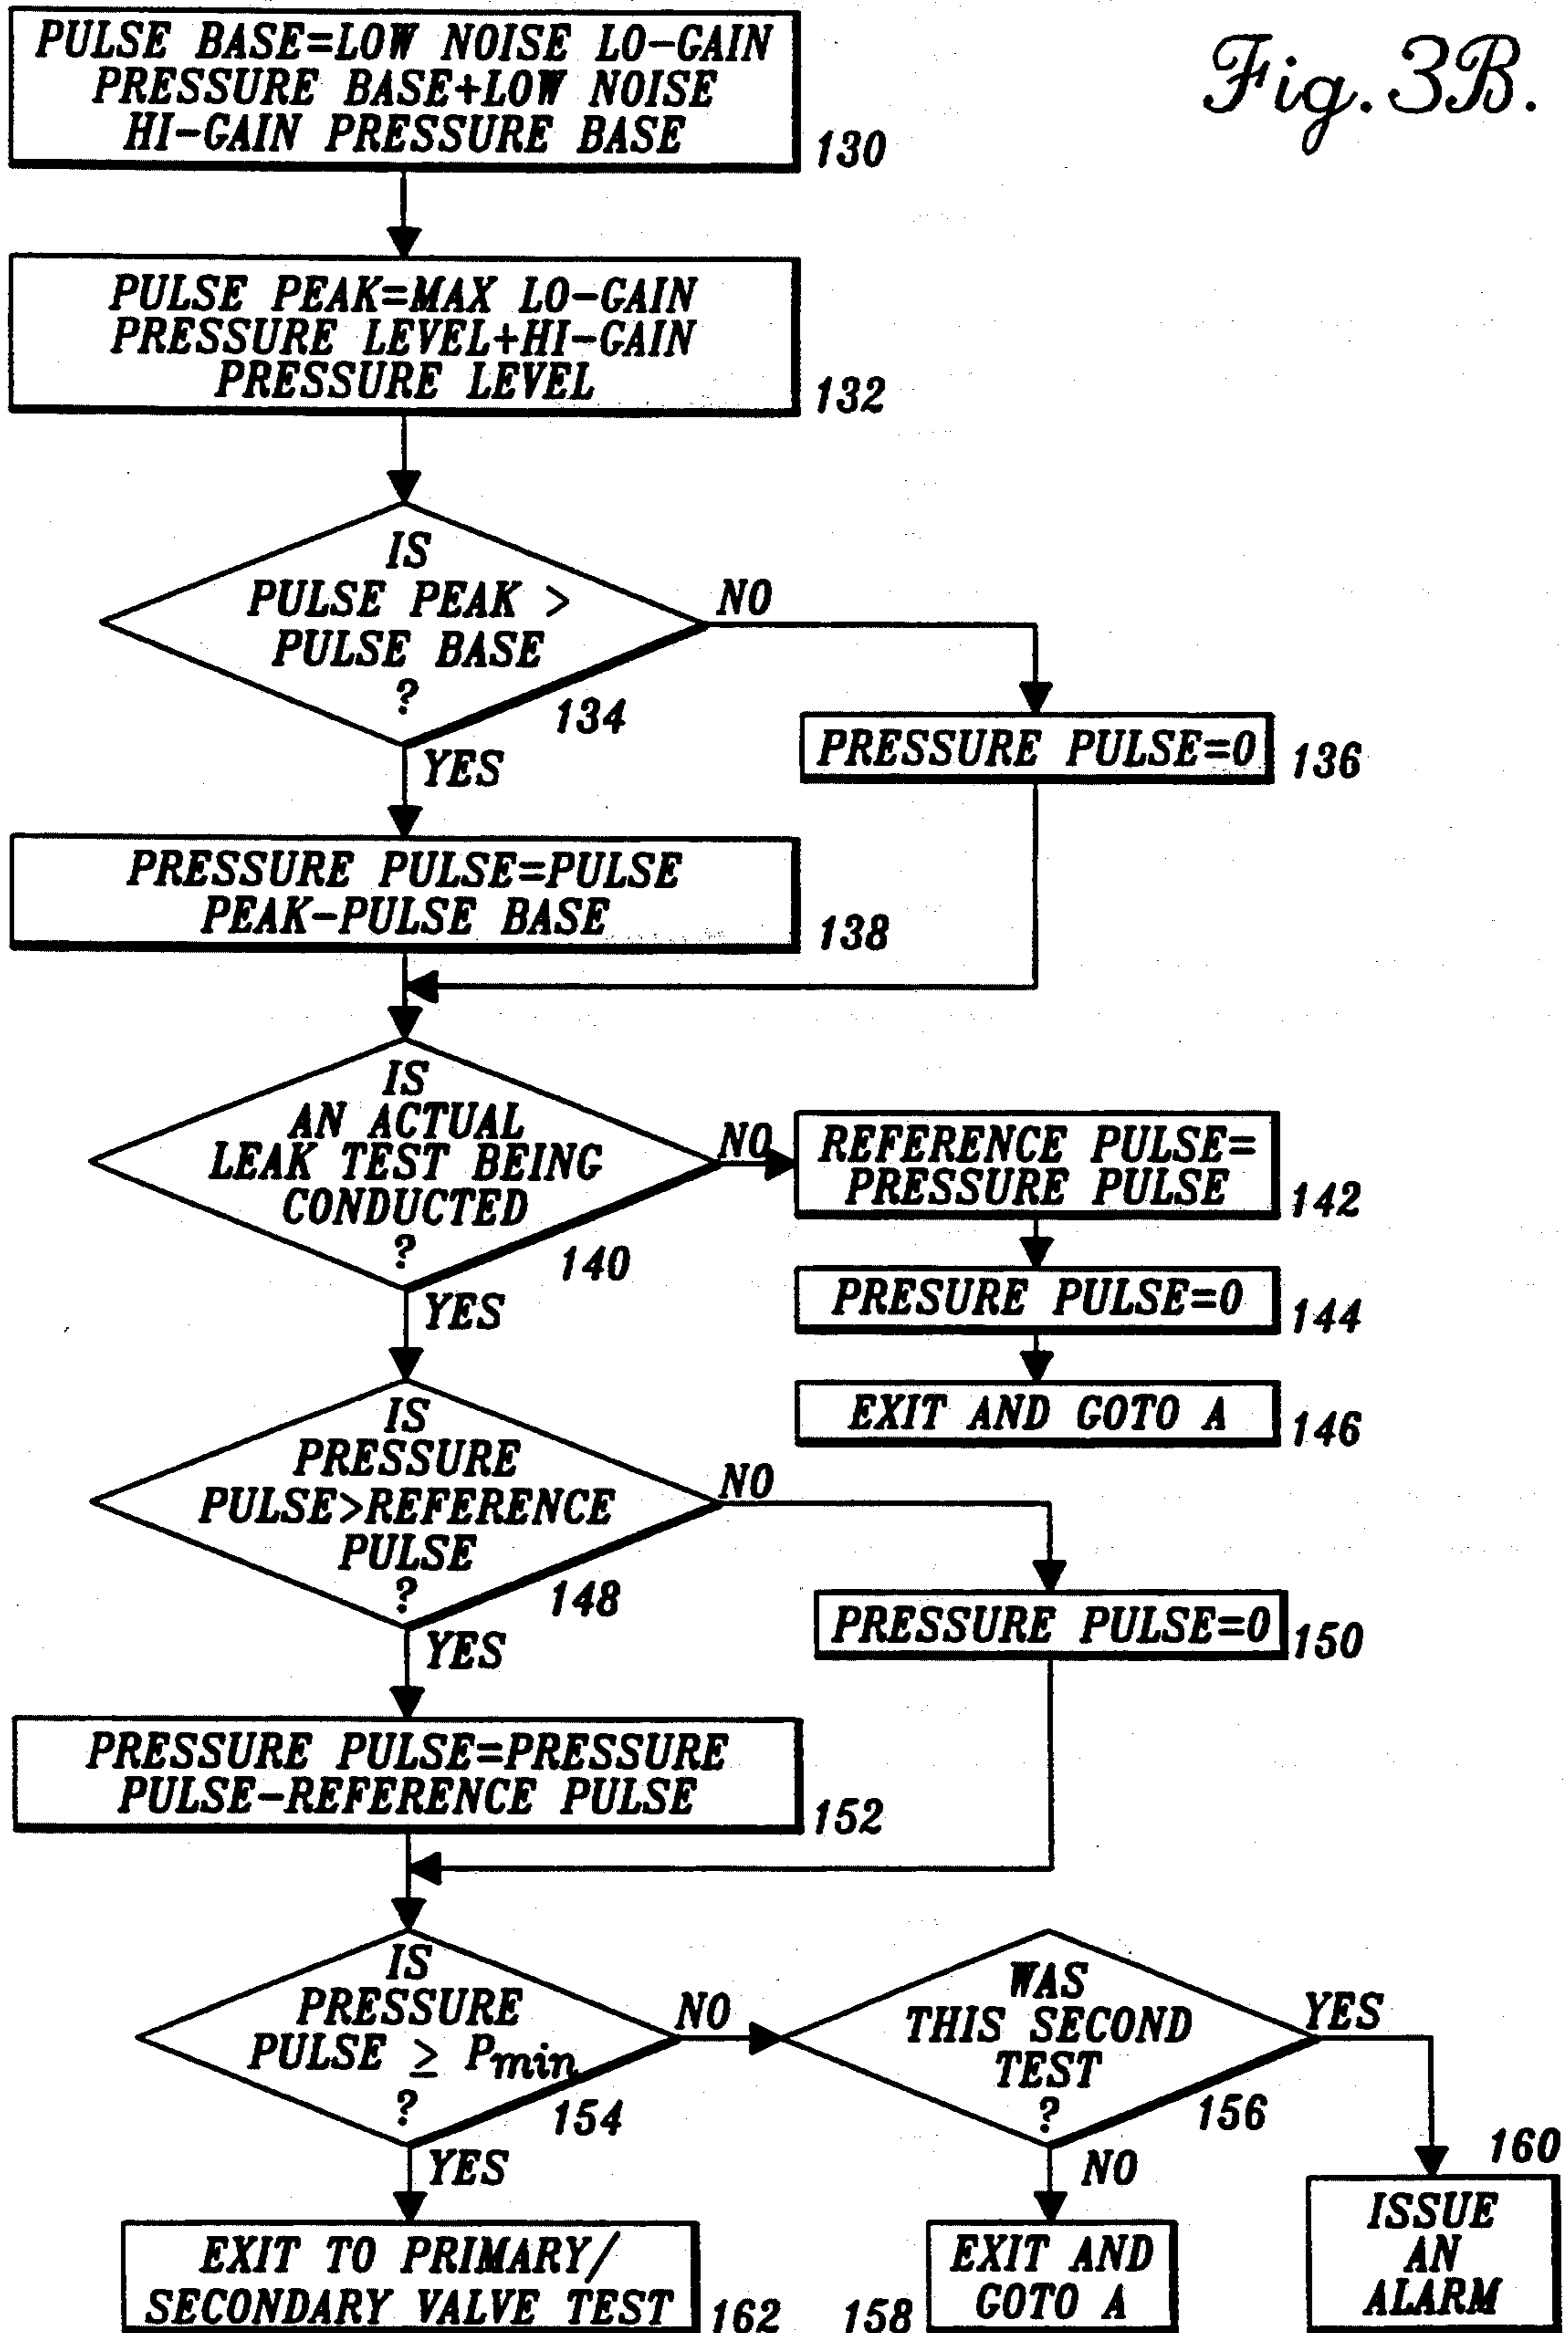 Fig. 3B.
PULSE BASE=LOW NOISE LO-GAIN
PRESSURE BASE+LOW NOISE
HI-GAIN PRESSURE BASE
130
PULSE PEAK=MAX LO-GAIN
PRESSURE LEVEL+HI-GAIN
PRESSURE LEVEL
132
IS
PULSE PEAK >
PULSE BASE
?
134
NO
YES
PRESSURE PULSE=0
136
PRESSURE PULSE=PULSE
PEAK-PULSE BASE
138
IS
AN ACTUAL
LEAK TEST BEING
CONDUCTED
?
140
NO
YES
REFERENCE PULSE=
PRESSURE PULSE
142
PRESURE PULSE=0
144
EXIT AND GOTO A
146
IS
PRESSURE
PULSE>REFERENCE
PULSE
?
148
NO
YES
PRESSURE PULSE=0
150
PRESSURE PULSE=PRESSURE
PULSE-REFERENCE PULSE
152
IS
PRESSURE
PULSE ≥ Pmin
?
154
NO
YES
WAS
THIS SECOND
TEST
?
156
YES
NO
160
ISSUE
AN
ALARM
EXIT TO PRIMARY/
SECONDARY VALVE TEST
162
158
EXIT AND
GOTO A